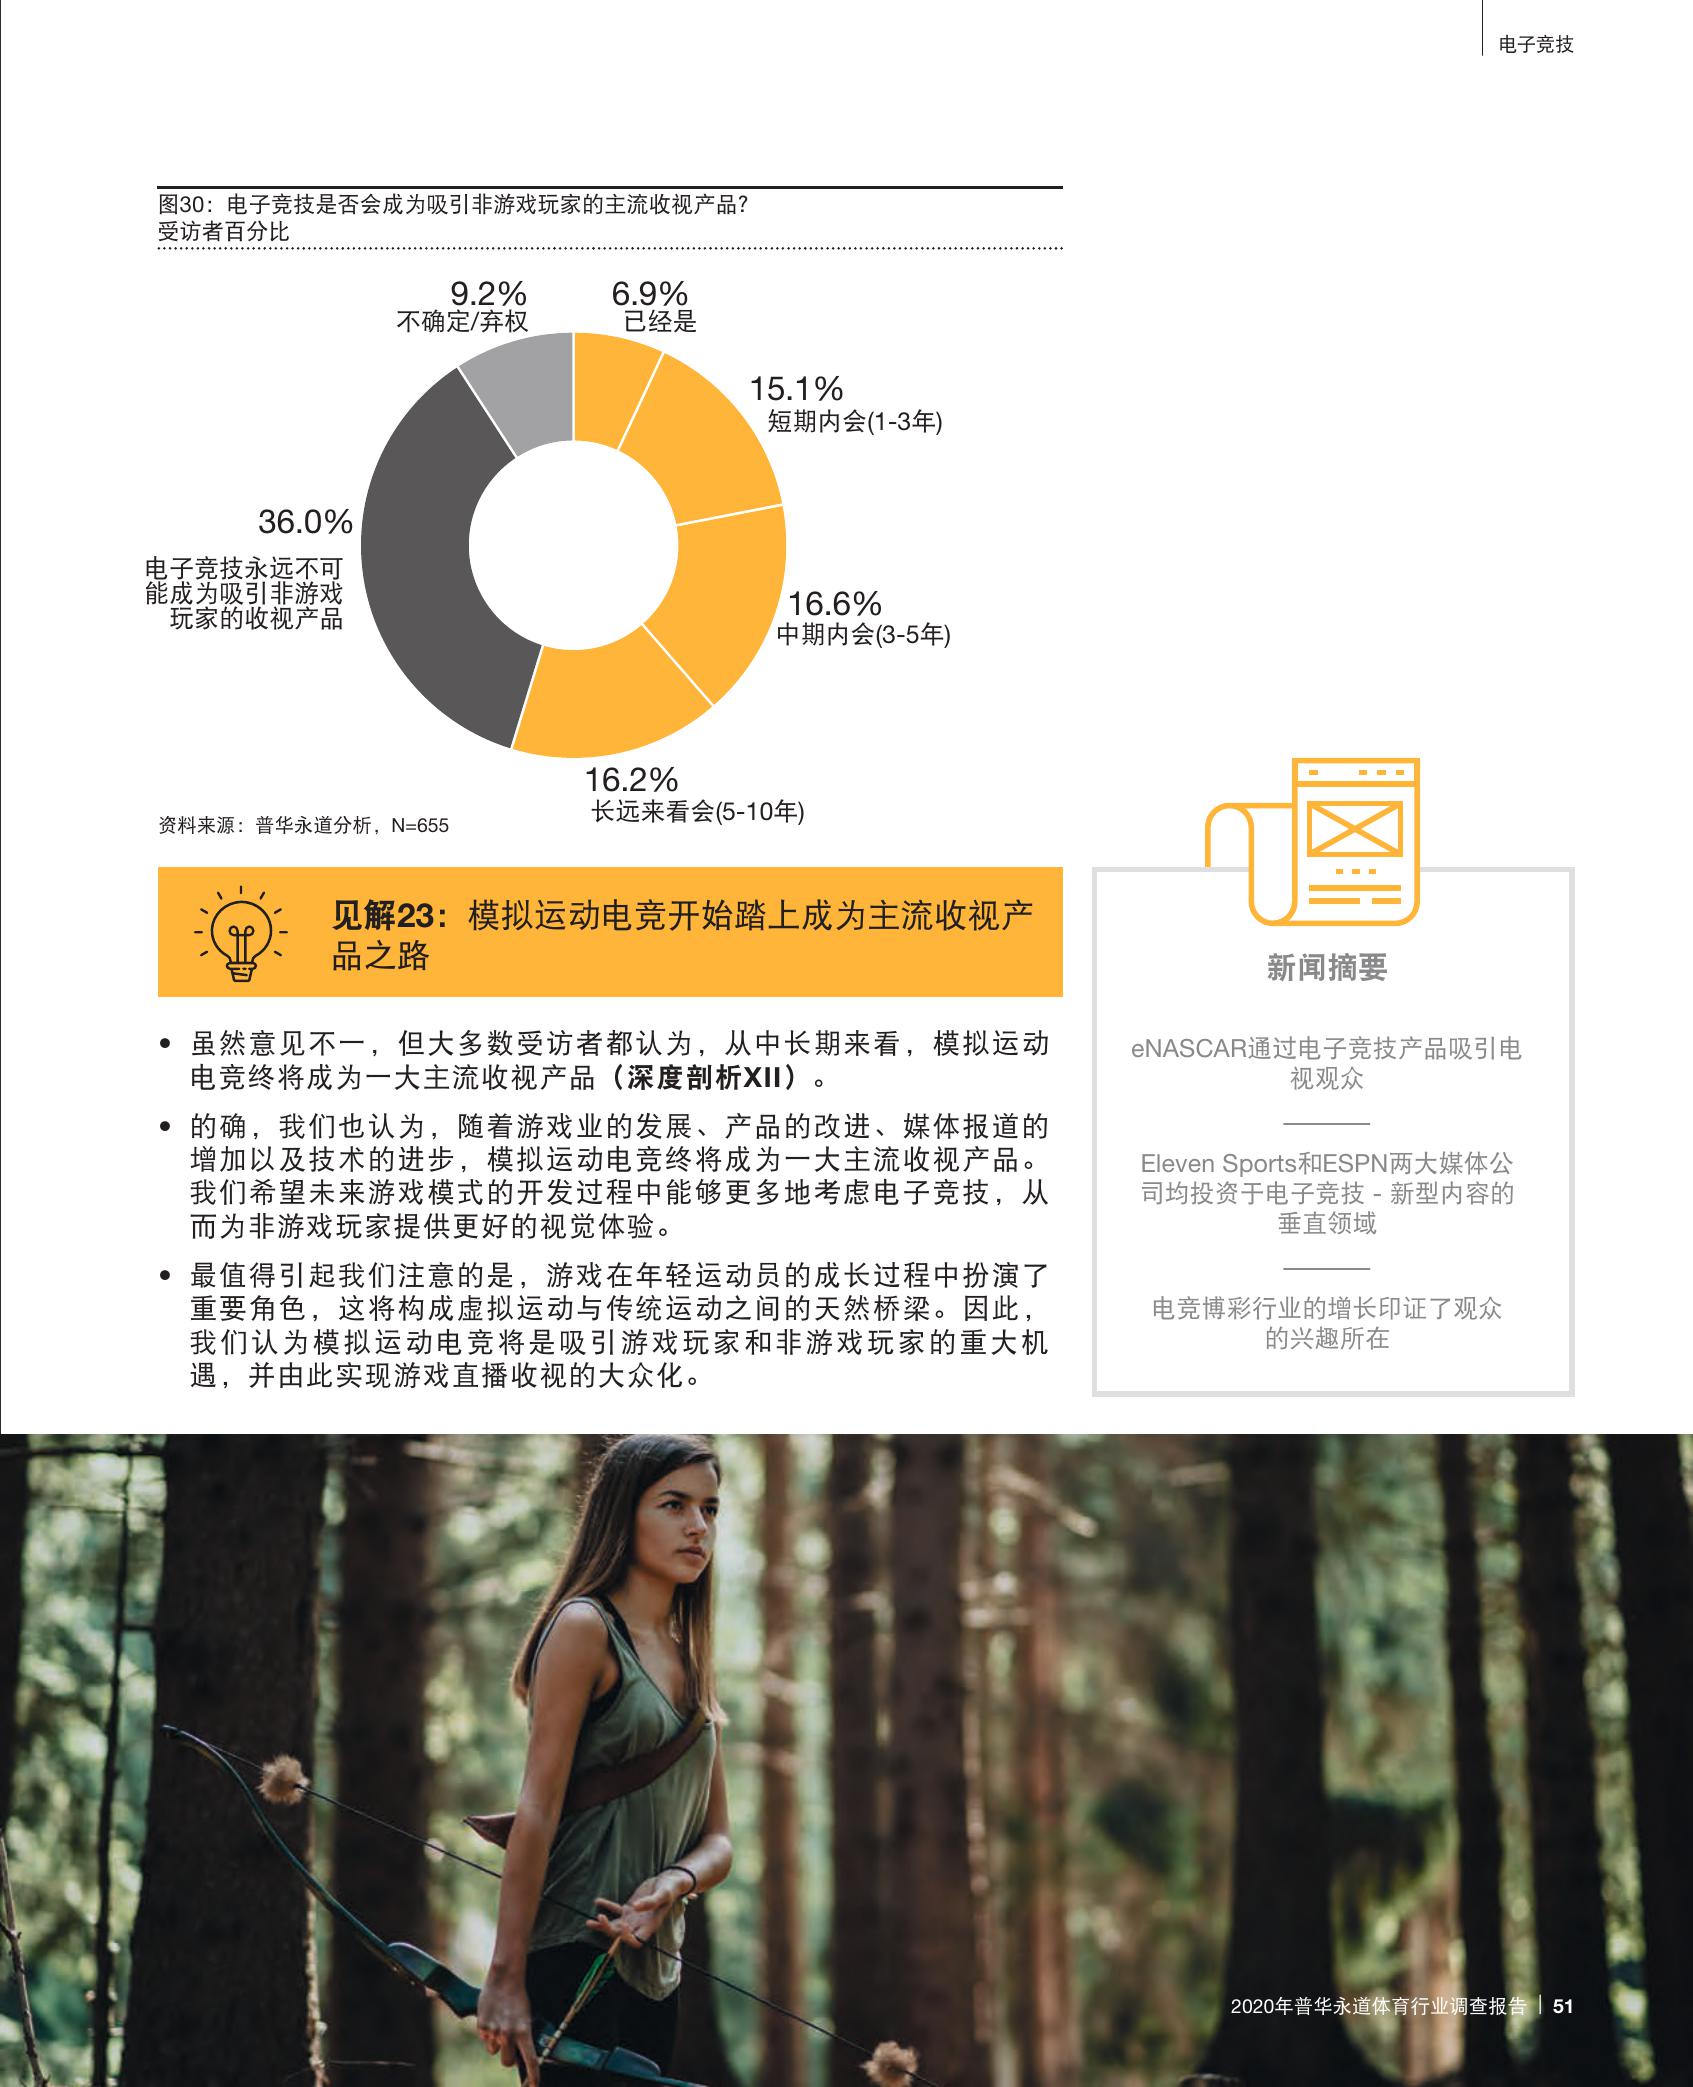 电子竞技
图30：电子竞技是否会成为吸引非游戏玩家的主流收视产品？
受访者百分比
9.2%
不确定/弃权
6.9%
已经是
15.1%
短期内会(1-3年)
36.0%
电子竞技永远不可
能成为吸引非游戏
玩家的收视产品
16.6%
中期内会(3-5年)
16.2%
长远来看会(5-10年)
资料来源：普华永道分析，N=655
见解23：模拟运动电竞开始踏上成为主流收视产
品之路
• 虽然意见不一，但大多数受访者都认为，从中长期来看，模拟运动
电竞终将成为一大主流收视产品（深度剖析XII）。
• 的确，我们也认为，随着游戏业的发展、产品的改进、媒体报道的
增加以及技术的进步，模拟运动电竞终将成为一大主流收视产品。
我们希望未来游戏模式的开发过程中能够更多地考虑电子竞技，从
而为非游戏玩家提供更好的视觉体验。
• 最值得引起我们注意的是，游戏在年轻运动员的成长过程中扮演了
重要角色，这将构成虚拟运动与传统运动之间的天然桥梁。因此，
我们认为模拟运动电竞将是吸引游戏玩家和非游戏玩家的重大机
遇，并由此实现游戏直播收视的大众化。
新闻摘要
eNASCAR通过电子竞技产品吸引电
视观众
Eleven Sports和ESPN两大媒体公
司均投资于电子竞技 - 新型内容的
垂直领域
电竞博彩行业的增长印证了观众
的兴趣所在
2020年普华永道体育行业调查报告 | 51